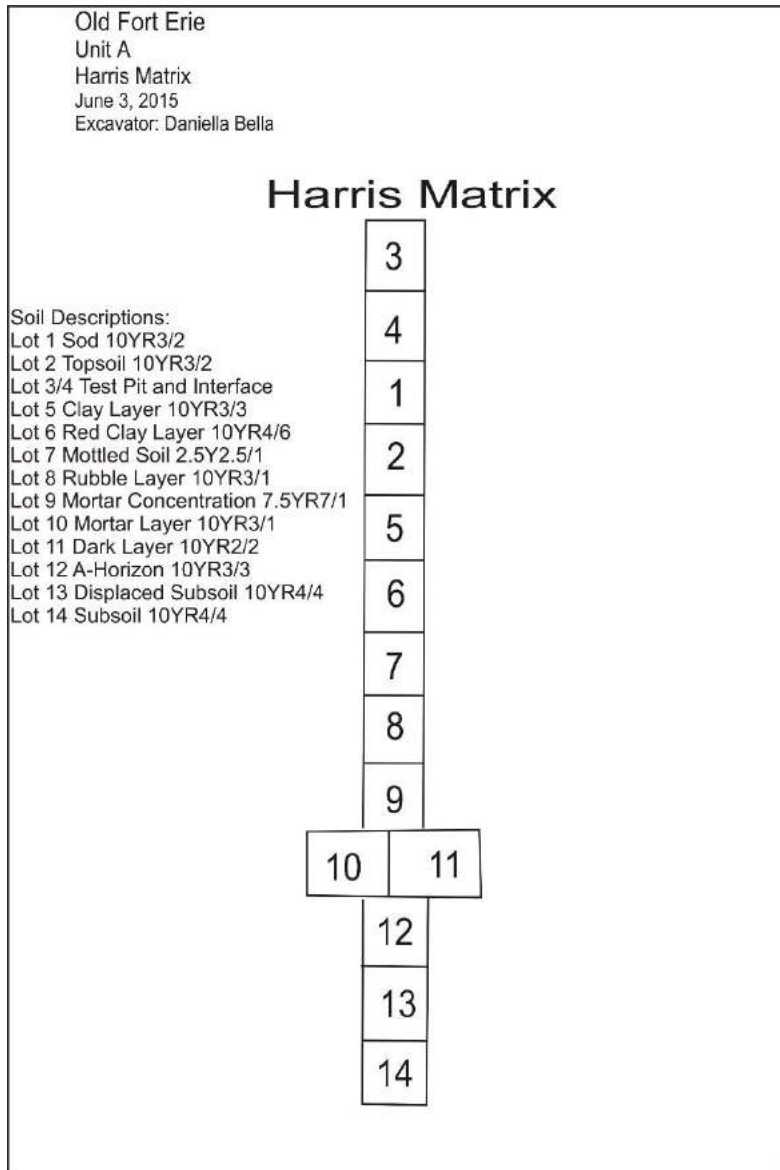 Old Fort Erie
Unit A
Harris Matrix
June 3, 2015
Excavator: Daniella Bella
Harris Matrix
Soil Descriptions:
Lot 1 Sod 10YR3/2
Lot 2 Topsoil 10YR3/2
Lot 3/4 Test Pit and Interface
Lot 5 Clay Layer 10YR3/3
Lot 6 Red Clay Layer 10YR4/6
Lot 7 Mottled Soil 2.5Y2.5/1
Lot 8 Rubble Layer 10YR3/1
Lot 9 Mortar Concentration 7.5YR7/1
Lot 10 Mortar Layer 10YR3/1
Lot 11 Dark Layer 10YR2/2
Lot 12 A-Horizon 10YR3/3
Lot 13 Displaced Subsoil 10YR4/4
Lot 14 Subsoil 10YR4/4
3
4
1
2
5
6
7
8
9
10 11
12
13
14